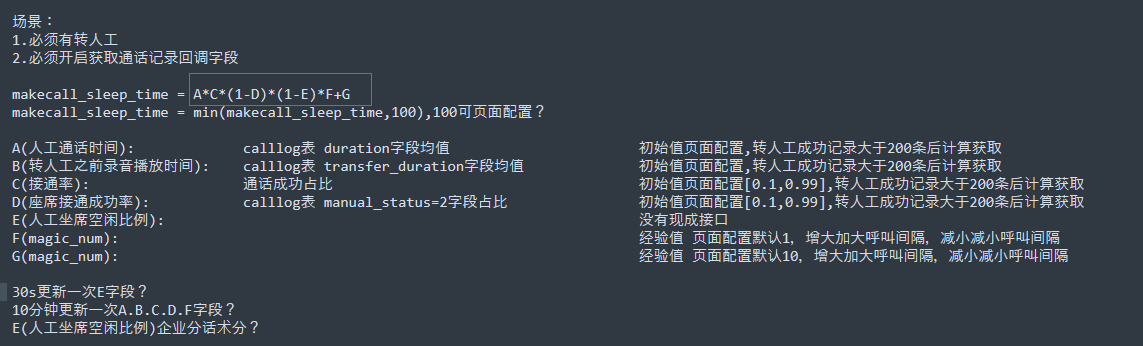 场景：
1.必须有转人工
2.必须开启获取通话记录回调字段
makecall_sleep_time = A*C*(1-D)*(1-E)*F+G
makecall_sleep_time = min(makecall_sleep_time,100),100可页面配置？
A(人工通话时间): calllog表 duration字段均值 初始值页面配置,转人工成功记录大于200条后计算获取
B(转人工之前录音播放时间): calllog表 transfer_duration字段均值 初始值页面配置,转人工成功记录大于200条后计算获取
C(接通率): 通话成功占比 初始值页面配置[0.1,0.99],转人工成功记录大于200条后计算获取
D(座席接通成功率): calllog表 manual_status=2字段占比 初始值页面配置[0.1,0.99],转人工成功记录大于200条后计算获取
E(人工坐席空闲比例): 没有现成接口
F(magic_num): 经验值 页面配置默认1, 增大加大呼叫间隔, 减小减小呼叫间隔
G(magic_num): 经验值 页面配置默认10, 增大加大呼叫间隔, 减小减小呼叫间隔
30s更新一次E字段？
10分钟更新一次A.B.C.D.F字段？
E(人工坐席空闲比例)企业分话术分？